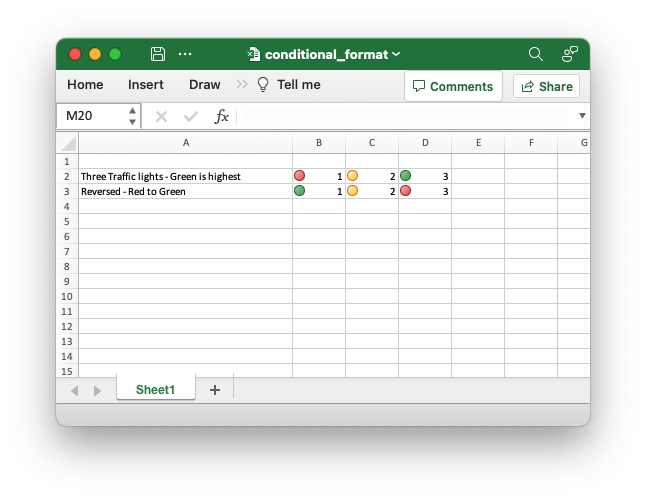 conditional_format
Home Insert Draw Tell me Comments Share
M20 fx
A B C D E F G
1
2 Three Traffic lights - Green is highest 1 2 3
3 Reversed - Red to Green 1 2 3
4
5
6
7
8
9
10
11
12
13
14
15
Sheet1 +